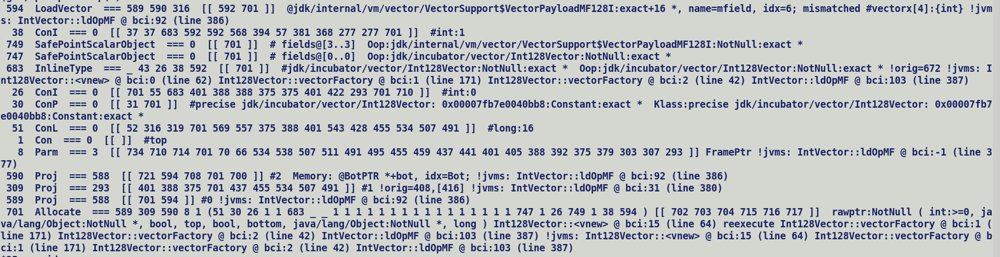 594  LoadVector  === 589 590 316  [[ 592 701 ]]  @jdk/internal/vm/vector/VectorSupport$VectorPayloadMF128I:exact+16 *, name=mfield, idx=6; mismatched #vectorx[4]:{int} !jvm
s: IntVector::ldOpMF @ bci:92 (line 386)
38  ConI  === 0  [[ 37 37 683 592 592 568 394 57 381 368 277 277 701 ]]  #int:1
749  SafePointScalarObject  === 0  [[ 701 ]]  # fields@[3..3]  Oop:jdk/internal/vm/vector/VectorSupport$VectorPayloadMF128I:NotNull:exact *
747  SafePointScalarObject  === 0  [[ 701 ]]  # fields@[0..0]  Oop:jdk/incubator/vector/Int128Vector:NotNull:exact *
683  InlineType  === _ 43 26 38 592  [[ 701 ]]  #jdk/incubator/vector/Int128Vector:NotNull:exact *  Oop:jdk/incubator/vector/Int128Vector:NotNull:exact * !orig=672 !jvms: I
nt128Vector::<vnew> @ bci:0 (line 62) Int128Vector::vectorFactory @ bci:1 (line 171) Int128Vector::vectorFactory @ bci:2 (line 42) IntVector::ldOpMF @ bci:103 (line 387)
26  ConI  === 0  [[ 701 55 683 401 388 388 375 375 401 422 293 701 710 ]]  #int:0
30  ConP  === 0  [[ 31 701 ]]  #precise jdk/incubator/vector/Int128Vector: 0x00007fb7e0040bb8:Constant:exact *  Klass:precise jdk/incubator/vector/Int128Vector: 0x00007fb7
e0040bb8:Constant:exact *
51  ConL  === 0  [[ 52 316 319 701 569 557 375 388 401 543 428 455 534 507 491 ]]  #long:16
1  Con  === 0  [[ ]]  #top
8  Parm  === 3  [[ 734 710 714 701 70 66 534 538 507 511 491 495 455 459 437 441 401 405 388 392 375 379 303 307 293 ]] FramePtr !jvms: IntVector::ldOpMF @ bci:-1 (line 3
77)
590  Proj  === 588  [[ 721 594 708 701 700 ]] #2  Memory: @BotPTR *+bot, idx=Bot; !jvms: IntVector::ldOpMF @ bci:92 (line 386)
309  Proj  === 293  [[ 401 388 375 701 437 455 534 507 491 ]] #1 !orig=408,[416] !jvms: IntVector::ldOpMF @ bci:31 (line 380)
589  Proj  === 588  [[ 701 594 ]] #0 !jvms: IntVector::ldOpMF @ bci:92 (line 386)
701  Allocate  === 589 309 590 8 1 (51 30 26 1 1 683 _ _ 1 1 1 1 1 1 1 1 1 1 1 1 1 1 1 1 747 1 26 749 1 38 594 ) [[ 702 703 704 715 716 717 ]]  rawptr:NotNull ( int:>=0, ja
va/lang/Object:NotNull *, bool, top, bool, bottom, java/lang/Object:NotNull *, long ) Int128Vector::<vnew> @ bci:15 (line 64) reexecute Int128Vector::vectorFactory @ bci:1 (
line 171) Int128Vector::vectorFactory @ bci:2 (line 42) IntVector::ldOpMF @ bci:103 (line 387) !jvms: Int128Vector::<vnew> @ bci:15 (line 64) Int128Vector::vectorFactory @ b
ci:1 (line 171) Int128Vector::vectorFactory @ bci:2 (line 42) IntVector::ldOpMF @ bci:103 (line 387)